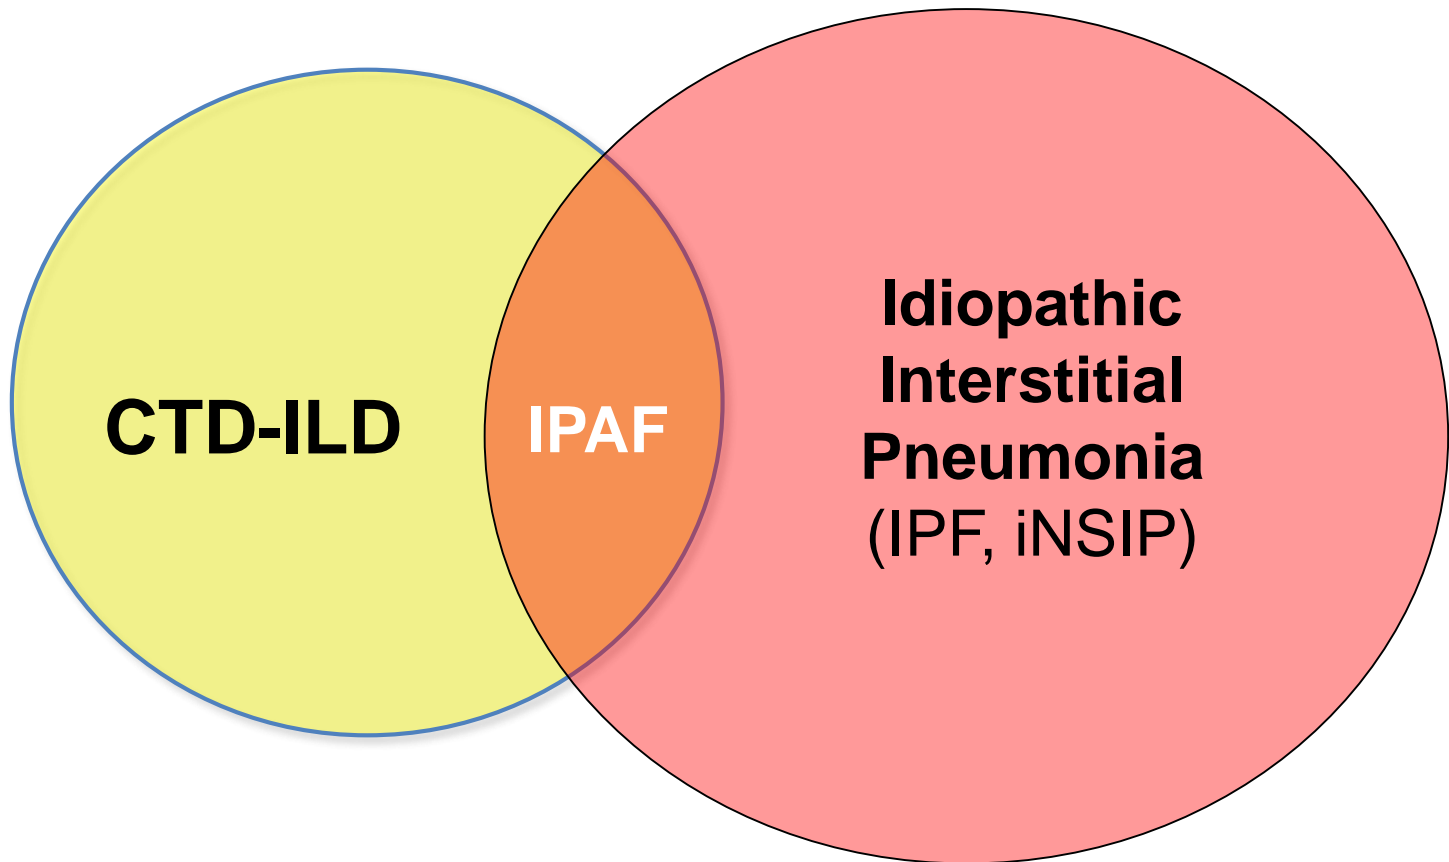 CTD-ILD
IPAF
Idiopathic
Interstitial
Pneumonia
(IPF, iNSIP)